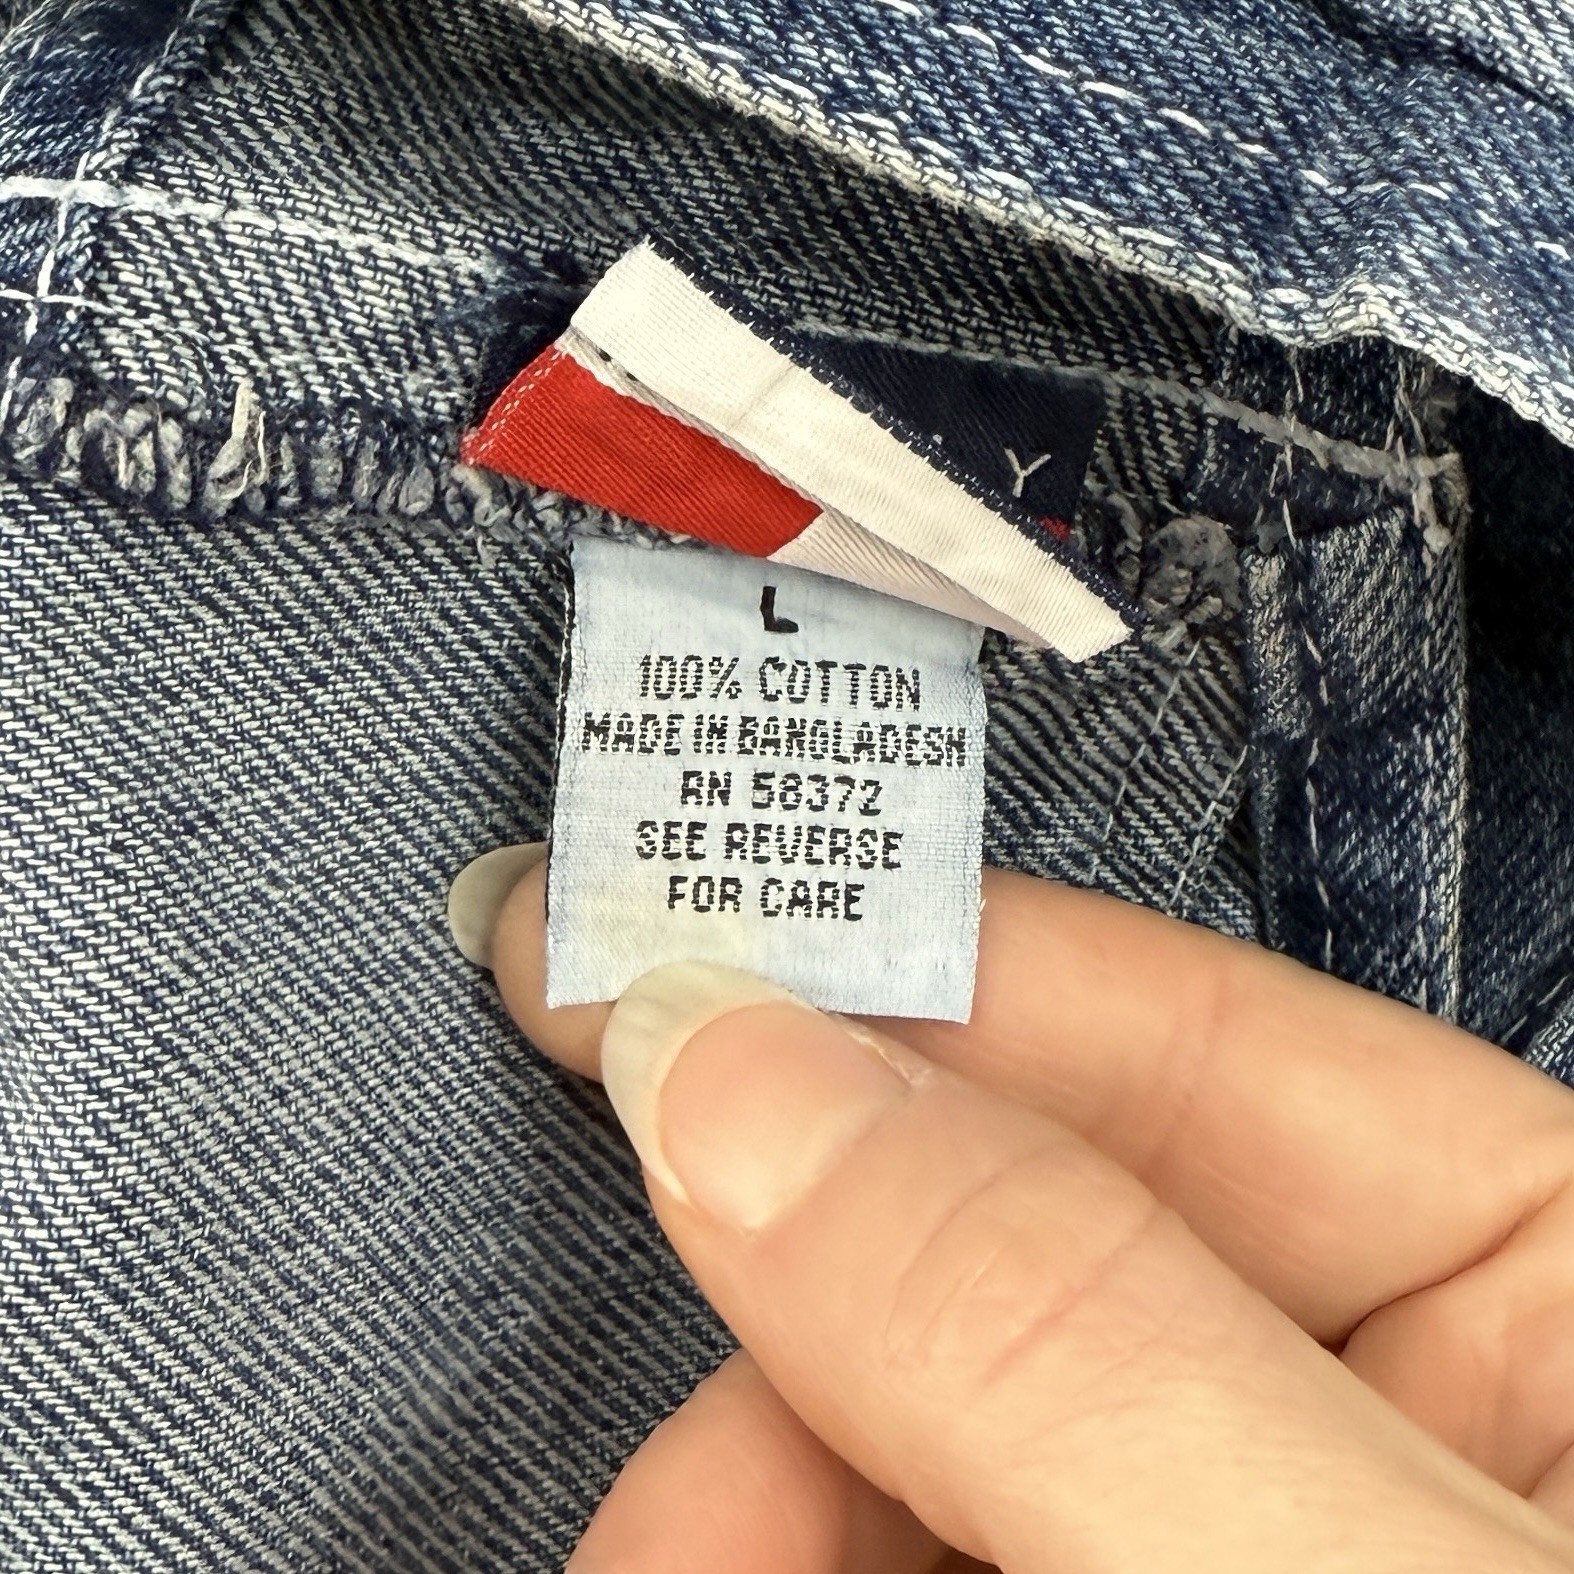 Y
L
100% COTTON
MADE IN BANGLADESH
RN 58372
SEE REVERSE
FOR CARE